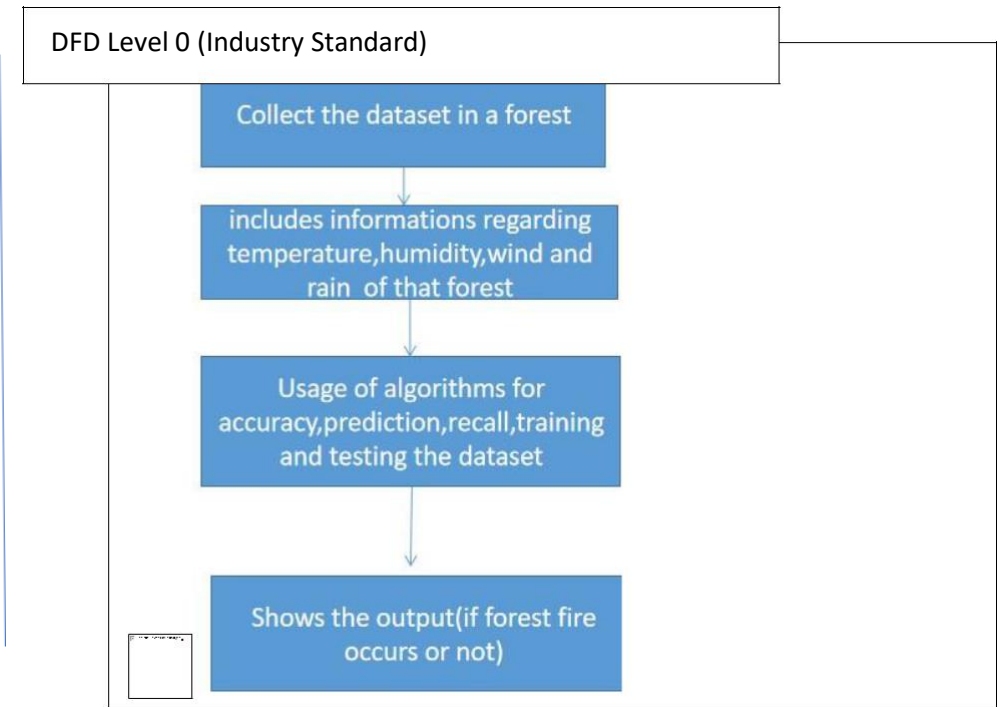 DFD Level 0 (Industry Standard)
Collect the dataset in a forest
includes informations regarding
temperature,humidity,wind and
rain of that forest
Usage of algorithms for
accuracy,prediction,recall,training
and testing the dataset
Shows the output(if forest fire
occurs or not)